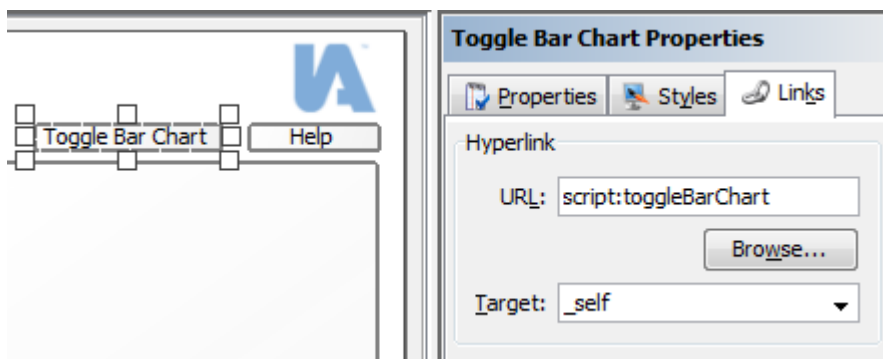 Toggle Bar Chart Properties
Properties
Styles
Links
Toggle Bar Chart
Help
Hyperlink
URL: script:toggleBarChart
Browse...
Target: _self